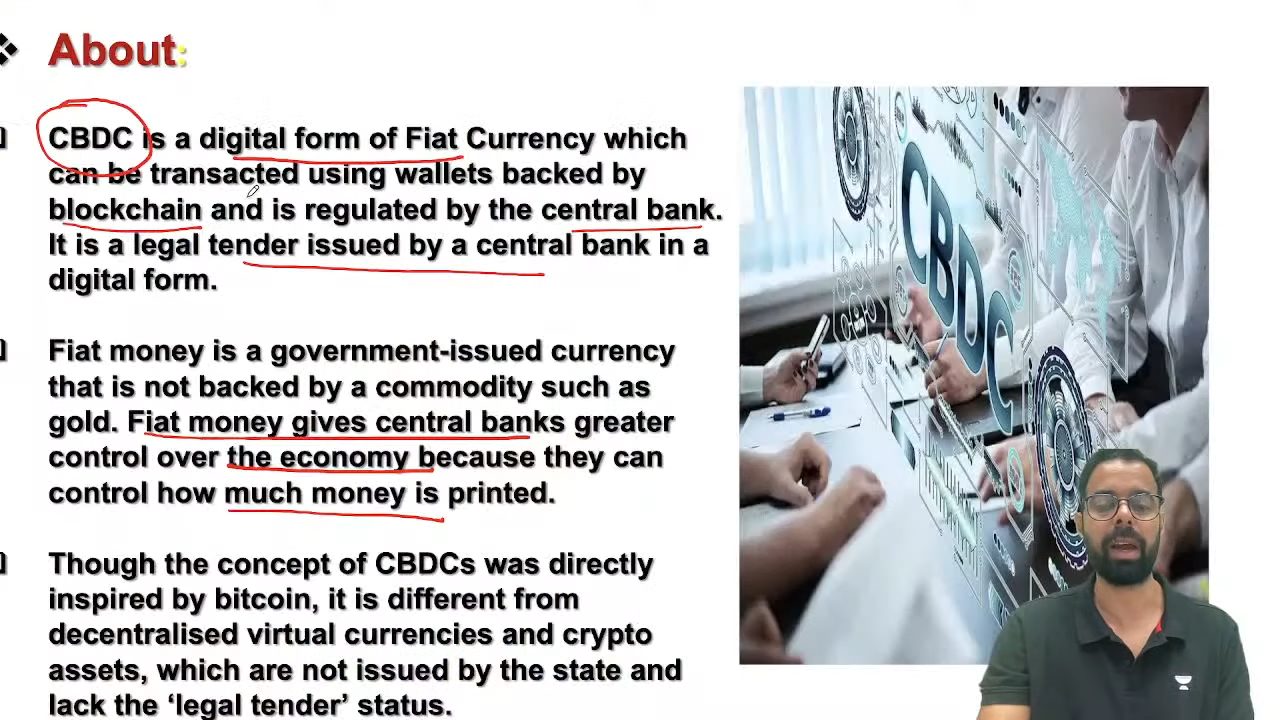 About:
CBDC is a digital form of Fiat Currency which
can be transacted using wallets backed by
blockchain and is regulated by the central bank.
It is a legal tender issued by a central bank in a
digital form.
Fiat money is a government-issued currency
that is not backed by a commodity such as
gold. Fiat money gives central banks greater
control over the economy because they can
control how much money is printed.
Though the concept of CBDCs was directly
inspired by bitcoin, it is different from
decentralised virtual currencies and crypto
assets, which are not issued by the state and
lack the ‘legal tender’ status.
CBDC